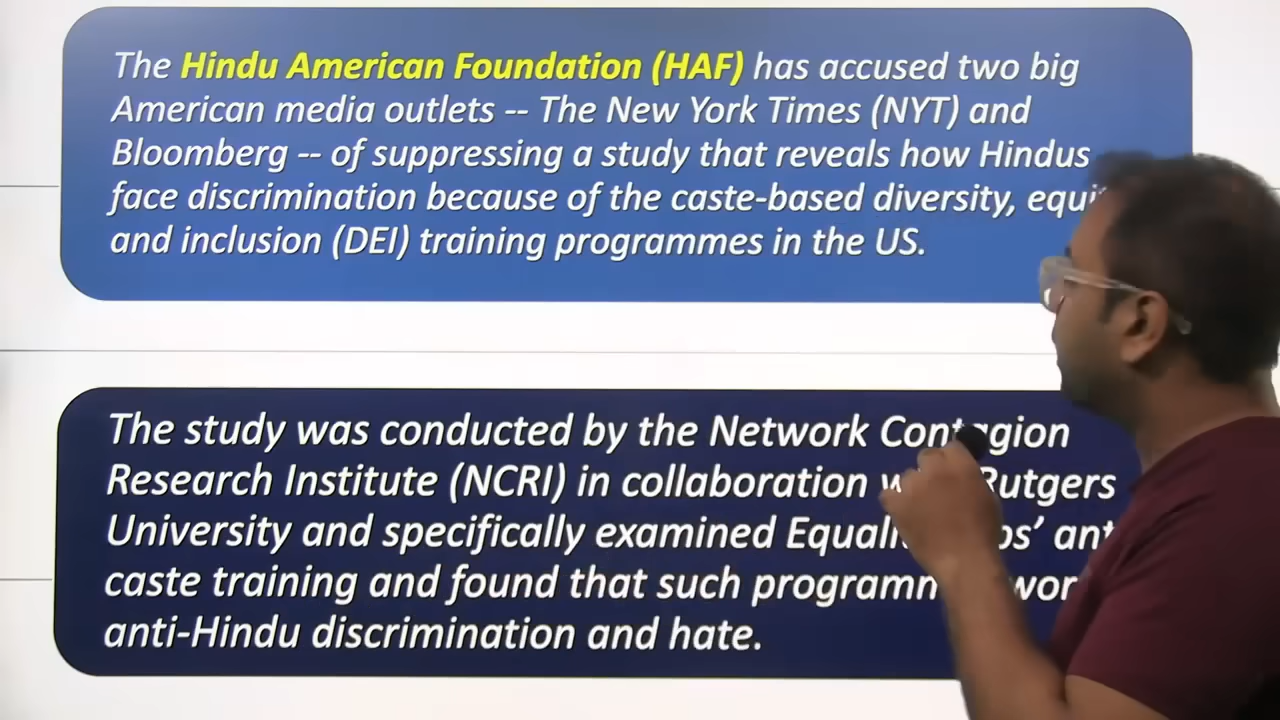 The Hindu American Foundation (HAF) has accused two big
American media outlets -- The New York Times (NYT) and
Bloomberg -- of suppressing a study that reveals how Hindus
face discrimination because of the caste-based diversity,
and inclusion (DEI) training programmes in the US.
The study was conducted by the Network Contagion
Research Institute (NCRI) in collaboration Rutgers
University and specifically examined
caste training and found that such
anti-Hindu discrimination and hate.